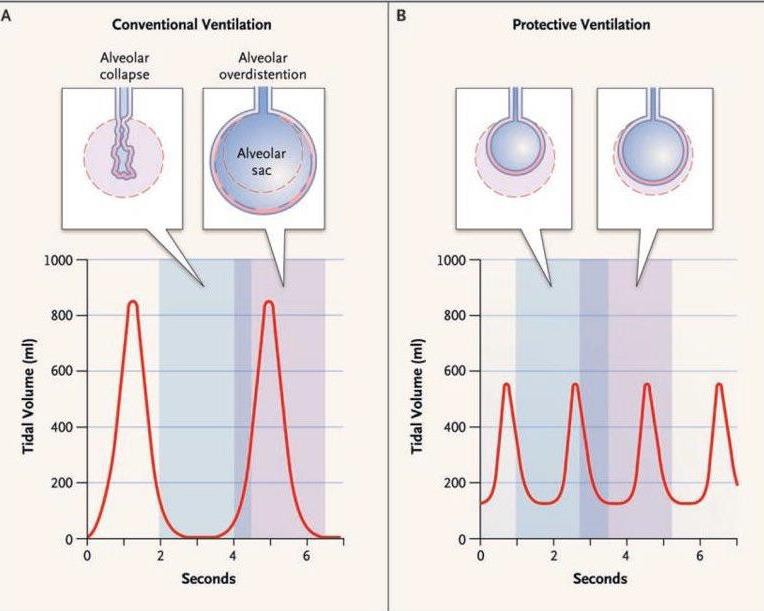 A
Conventional Ventilation
Alveolar
collapse
Alveolar
overdistention
Alveolar
sac
1000
800
600
400
200
0
Tidal Volume (ml)
0
2
4
6
Seconds
B
Protective Ventilation
1000
800
600
400
200
0
Tidal Volume (ml)
0
2
4
6
Seconds